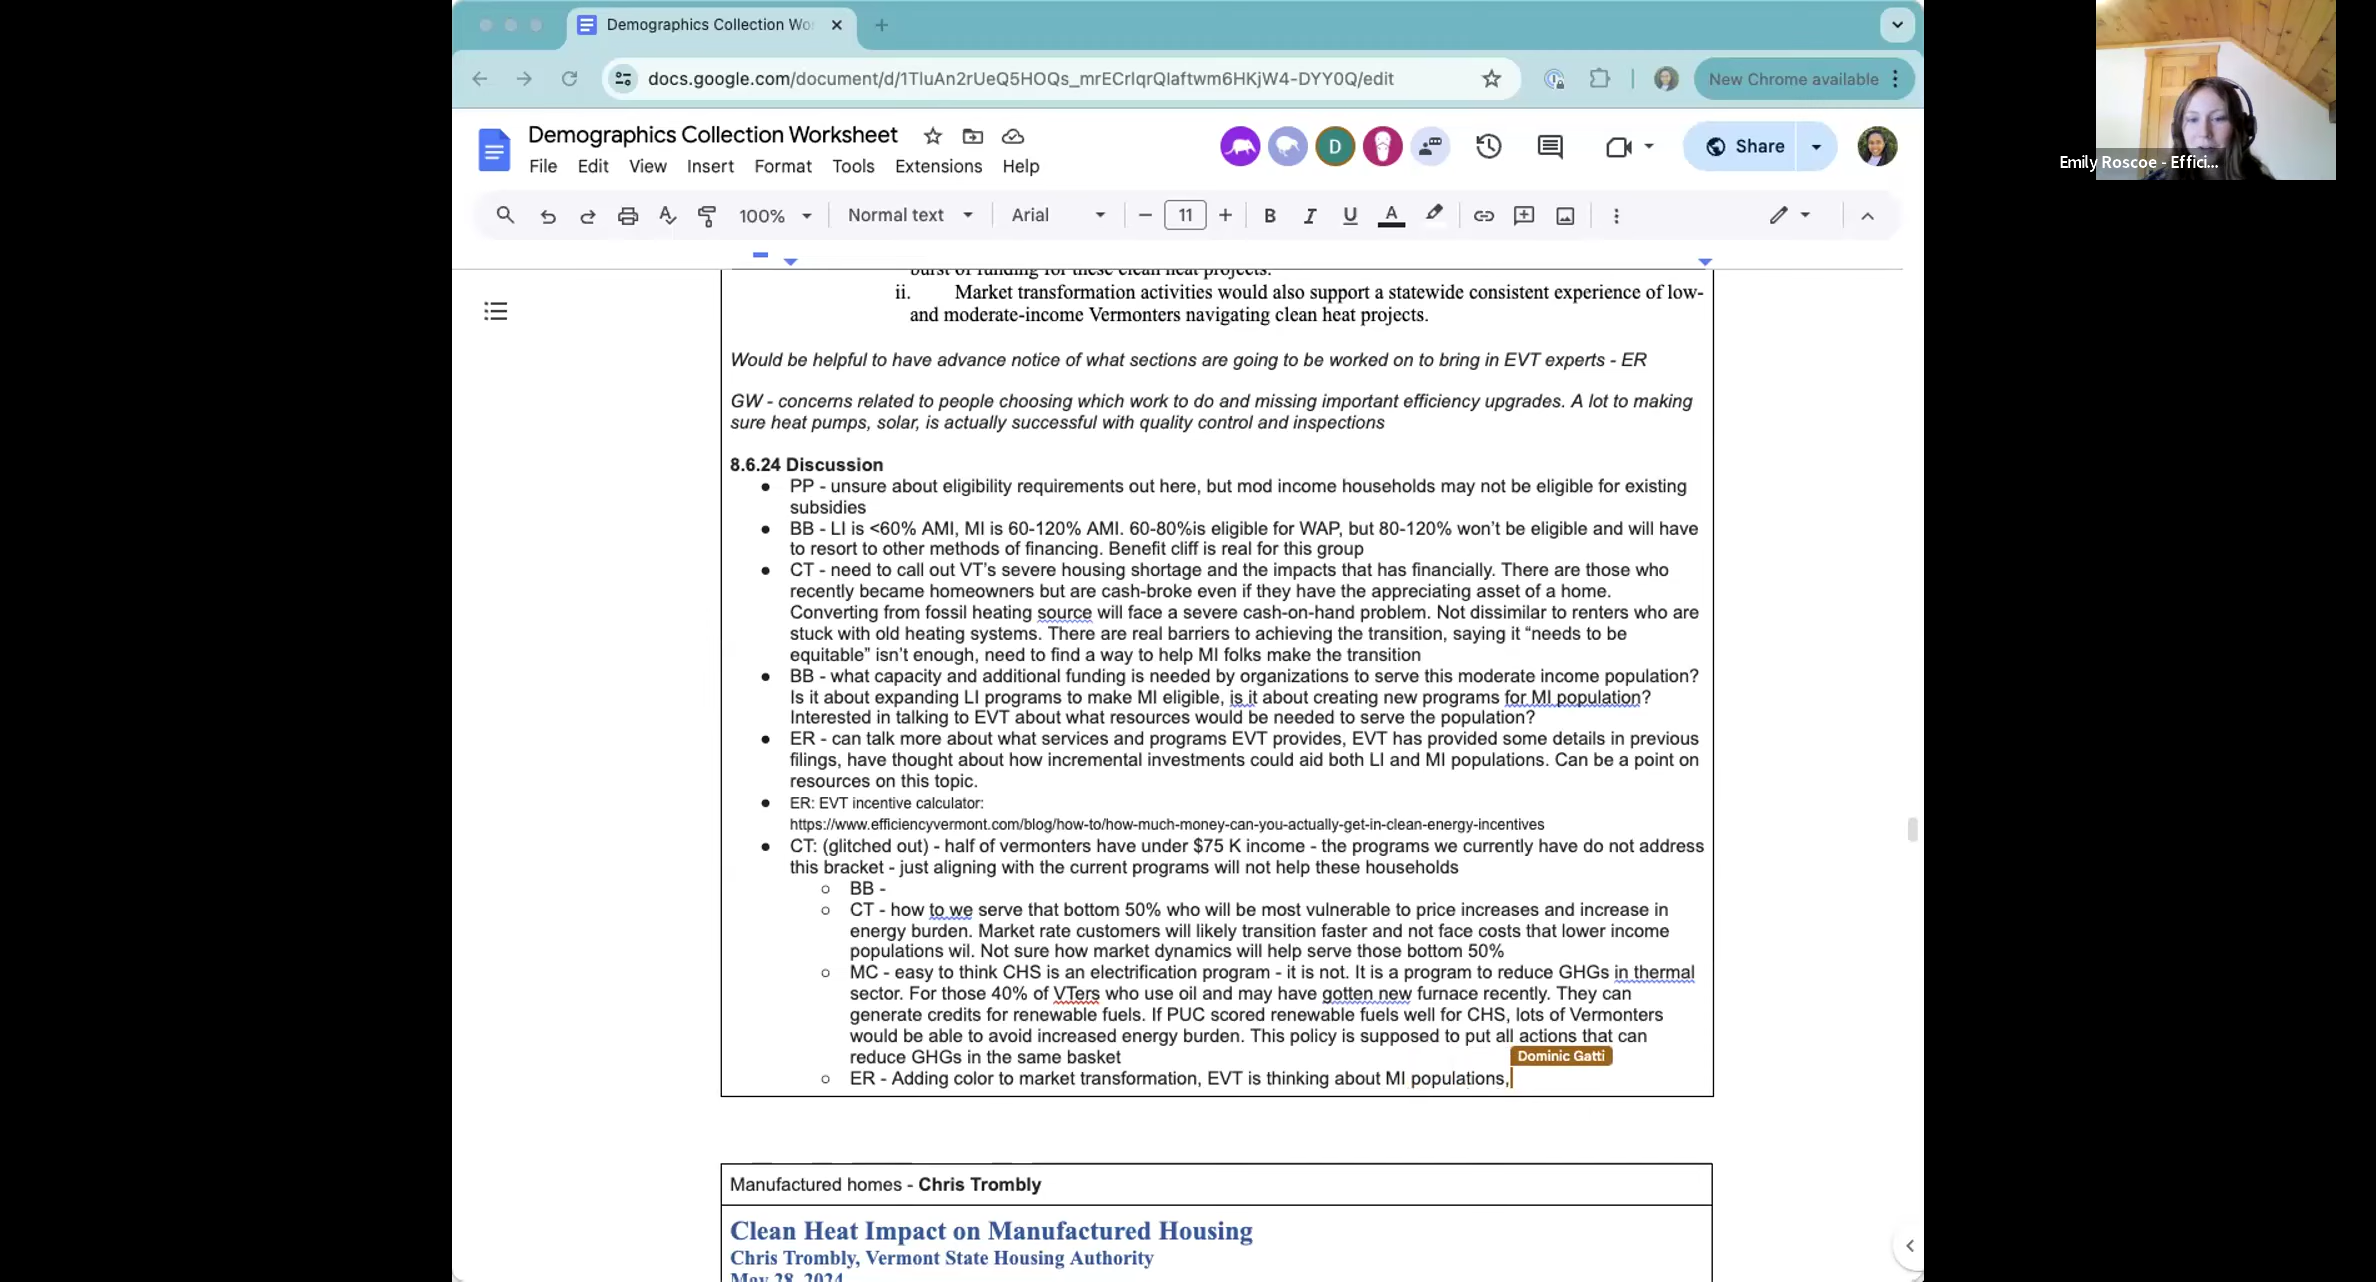 Demographics Collection Wo
docs.google.com/document/d/1TluAn2rUeQ5HOQs_mrECrlqrQlaftwm6HKjW4-DYY0Q/edit
New Chrome available
Emily Roscoe - Effici...
Demographics Collection Worksheet
File Edit View Insert Format Tools Extensions Help
D
Share
100% Normal text Arial 11 B I U A
burst of funding for these clean heat projects.
ii. Market transformation activities would also support a statewide consistent experience of low-
and moderate-income Vermonters navigating clean heat projects.
Would be helpful to have advance notice of what sections are going to be worked on to bring in EVT experts - ER
GW - concerns related to people choosing which work to do and missing important efficiency upgrades. A lot to making
sure heat pumps, solar, is actually successful with quality control and inspections
8.6.24 Discussion
● PP - unsure about eligibility requirements out here, but mod income households may not be eligible for existing
subsidies
● BB - LI is <60% AMI, MI is 60-120% AMI. 60-80%is eligible for WAP, but 80-120% won't be eligible and will have
to resort to other methods of financing. Benefit cliff is real for this group
● CT - need to call out VT's severe housing shortage and the impacts that has financially. There are those who
recently became homeowners but are cash-broke even if they have the appreciating asset of a home.
Converting from fossil heating source will face a severe cash-on-hand problem. Not dissimilar to renters who are
stuck with old heating systems. There are real barriers to achieving the transition, saying it “needs to be
equitable” isn't enough, need to find a way to help MI folks make the transition
● BB - what capacity and additional funding is needed by organizations to serve this moderate income population?
Is it about expanding LI programs to make MI eligible, is it about creating new programs for MI population?
Interested in talking to EVT about what resources would be needed to serve the population?
● ER - can talk more about what services and programs EVT provides, EVT has provided some details in previous
filings, have thought about how incremental investments could aid both LI and MI populations. Can be a point on
resources on this topic.
● ER: EVT incentive calculator:
https://www.efficiencyvermont.com/blog/how-to/how-much-money-can-you-actually-get-in-clean-energy-incentives
● CT: (glitched out) - half of vermonters have under $75 K income - the programs we currently have do not address
this bracket - just aligning with the current programs will not help these households
○ BB -
○ CT - how to we serve that bottom 50% who will be most vulnerable to price increases and increase in
energy burden. Market rate customers will likely transition faster and not face costs that lower income
populations wil. Not sure how market dynamics will help serve those bottom 50%
○ MC - easy to think CHS is an electrification program - it is not. It is a program to reduce GHGs in thermal
sector. For those 40% of VTers who use oil and may have gotten new furnace recently. They can
generate credits for renewable fuels. If PUC scored renewable fuels well for CHS, lots of Vermonters
would be able to avoid increased energy burden. This policy is supposed to put all actions that can
reduce GHGs in the same basket
Dominic Gatti
○ ER - Adding color to market transformation, EVT is thinking about MI populations,
Manufactured homes - Chris Trombly
Clean Heat Impact on Manufactured Housing
Chris Trombly, Vermont State Housing Authority
May 28, 2024